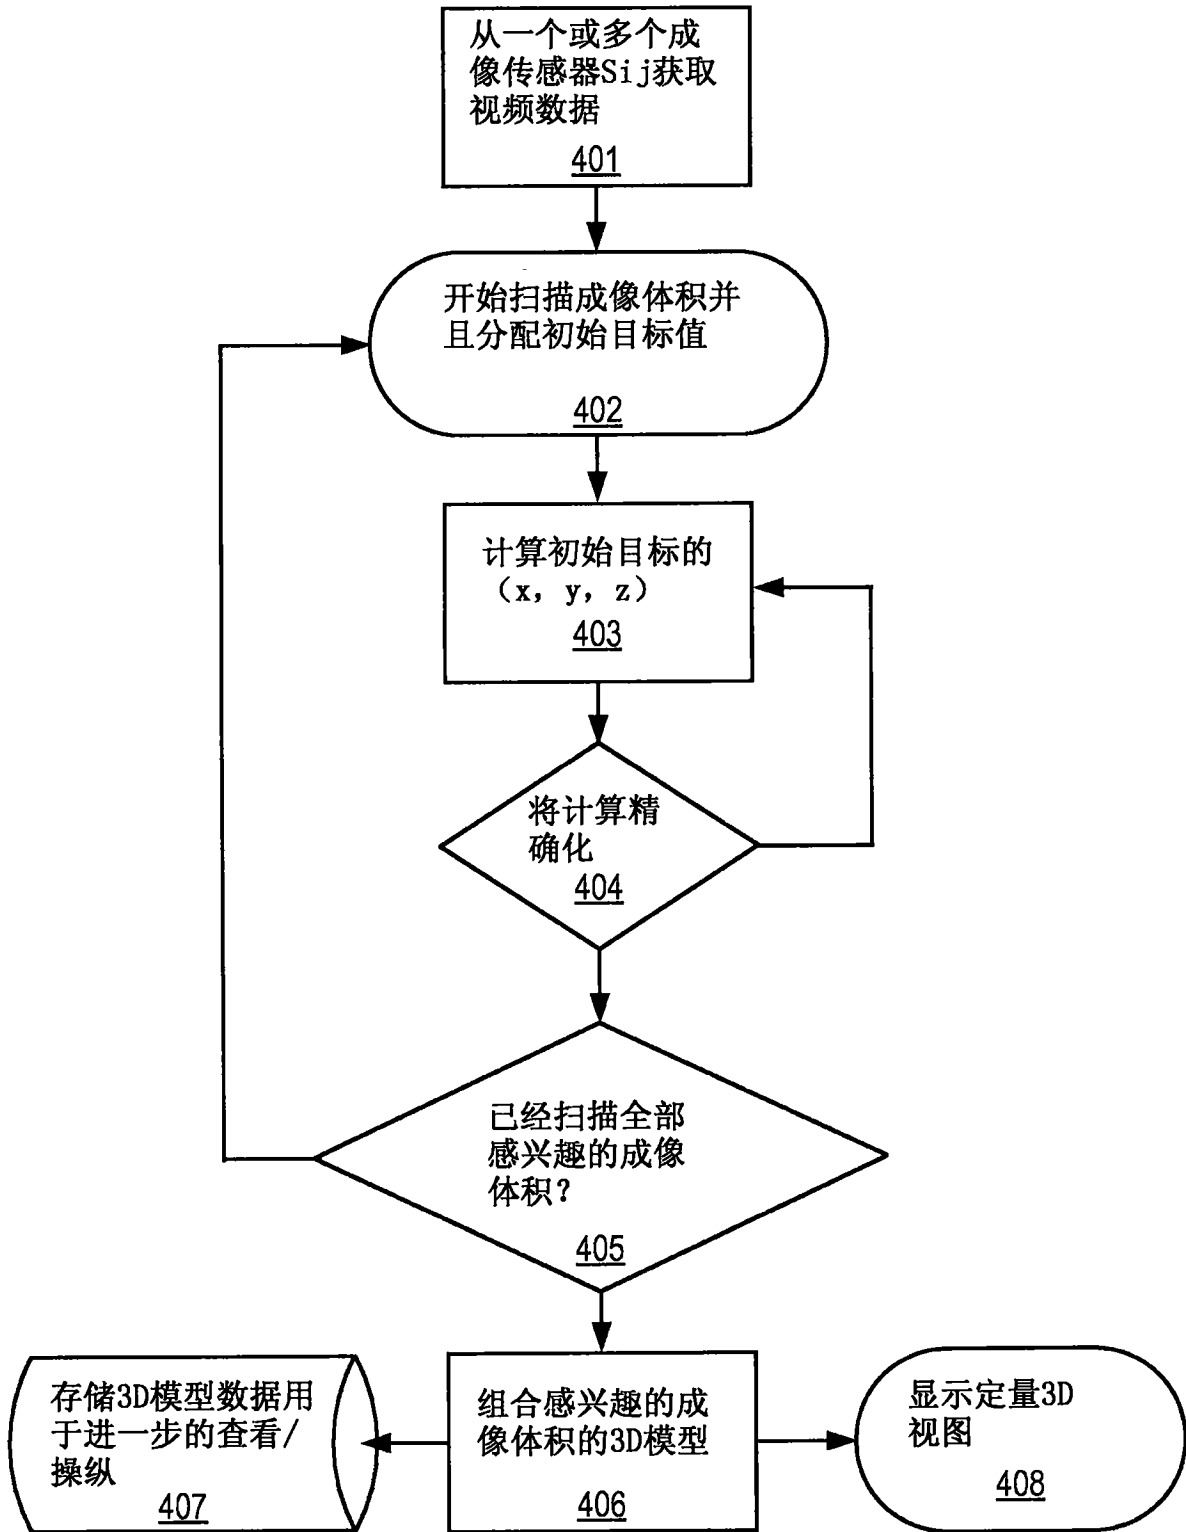 从一个或多个成
像传感器Sij获取
视频数据
401
开始扫描成像体积并
且分配初始目标值
402
计算初始目标的
（x，y，z）
403
将计算精
确化
404
已经扫描全部
感兴趣的成像
体积？
405
存储3D模型数据用
于进一步的查看/
操纵
407
组合感兴趣的成
像体积的3D模型
406
显示定量3D
视图
408